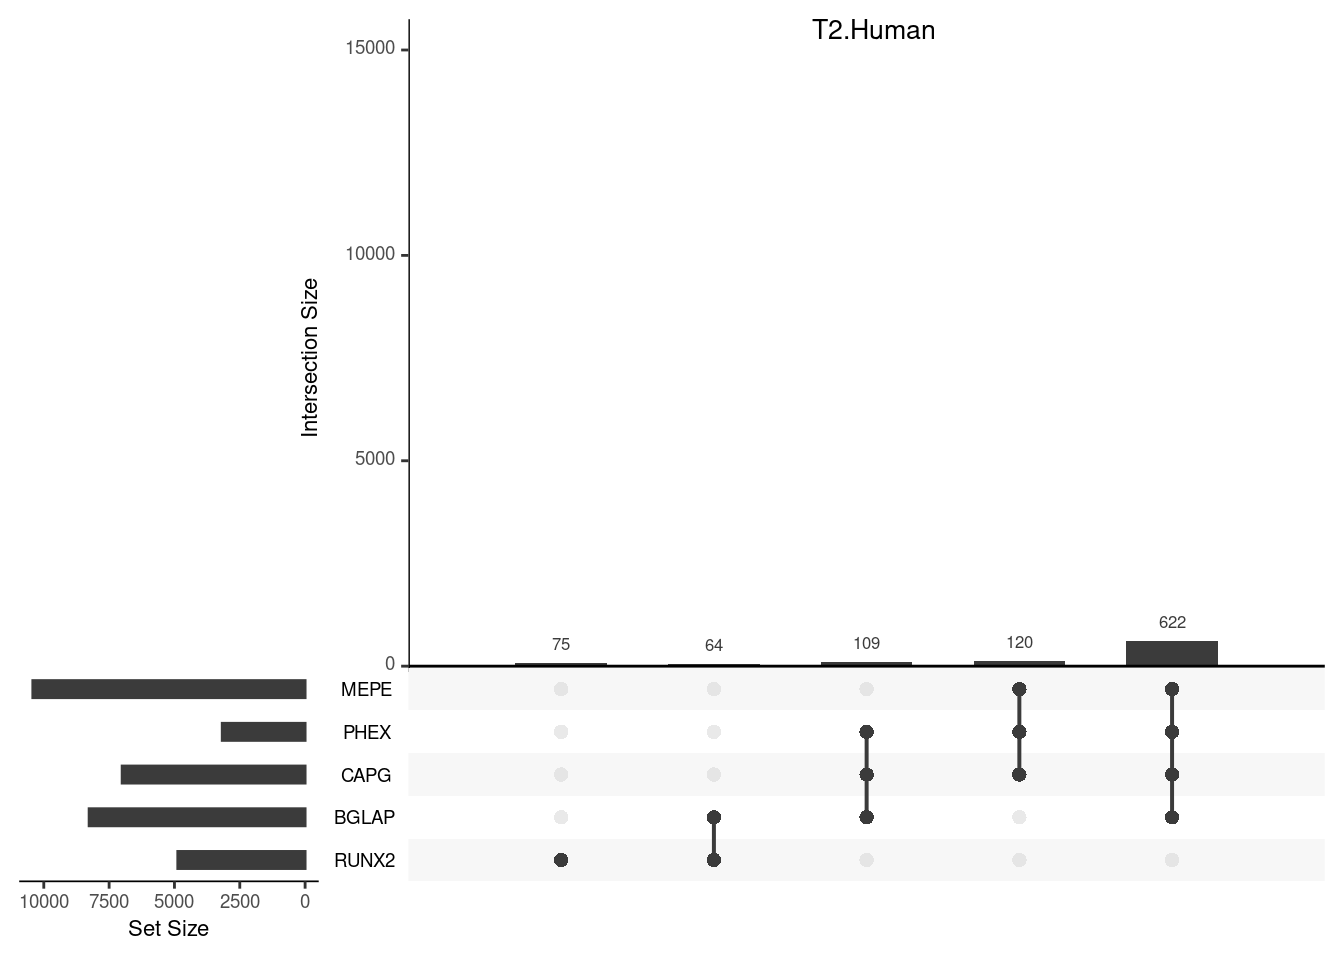 T2.Human
15000
10000
5000
0
Intersection Size
75
64
109
120
622
MEPE
PHEX
CAPG
BGLAP
RUNX2
10000 7500 5000 2500 0
Set Size